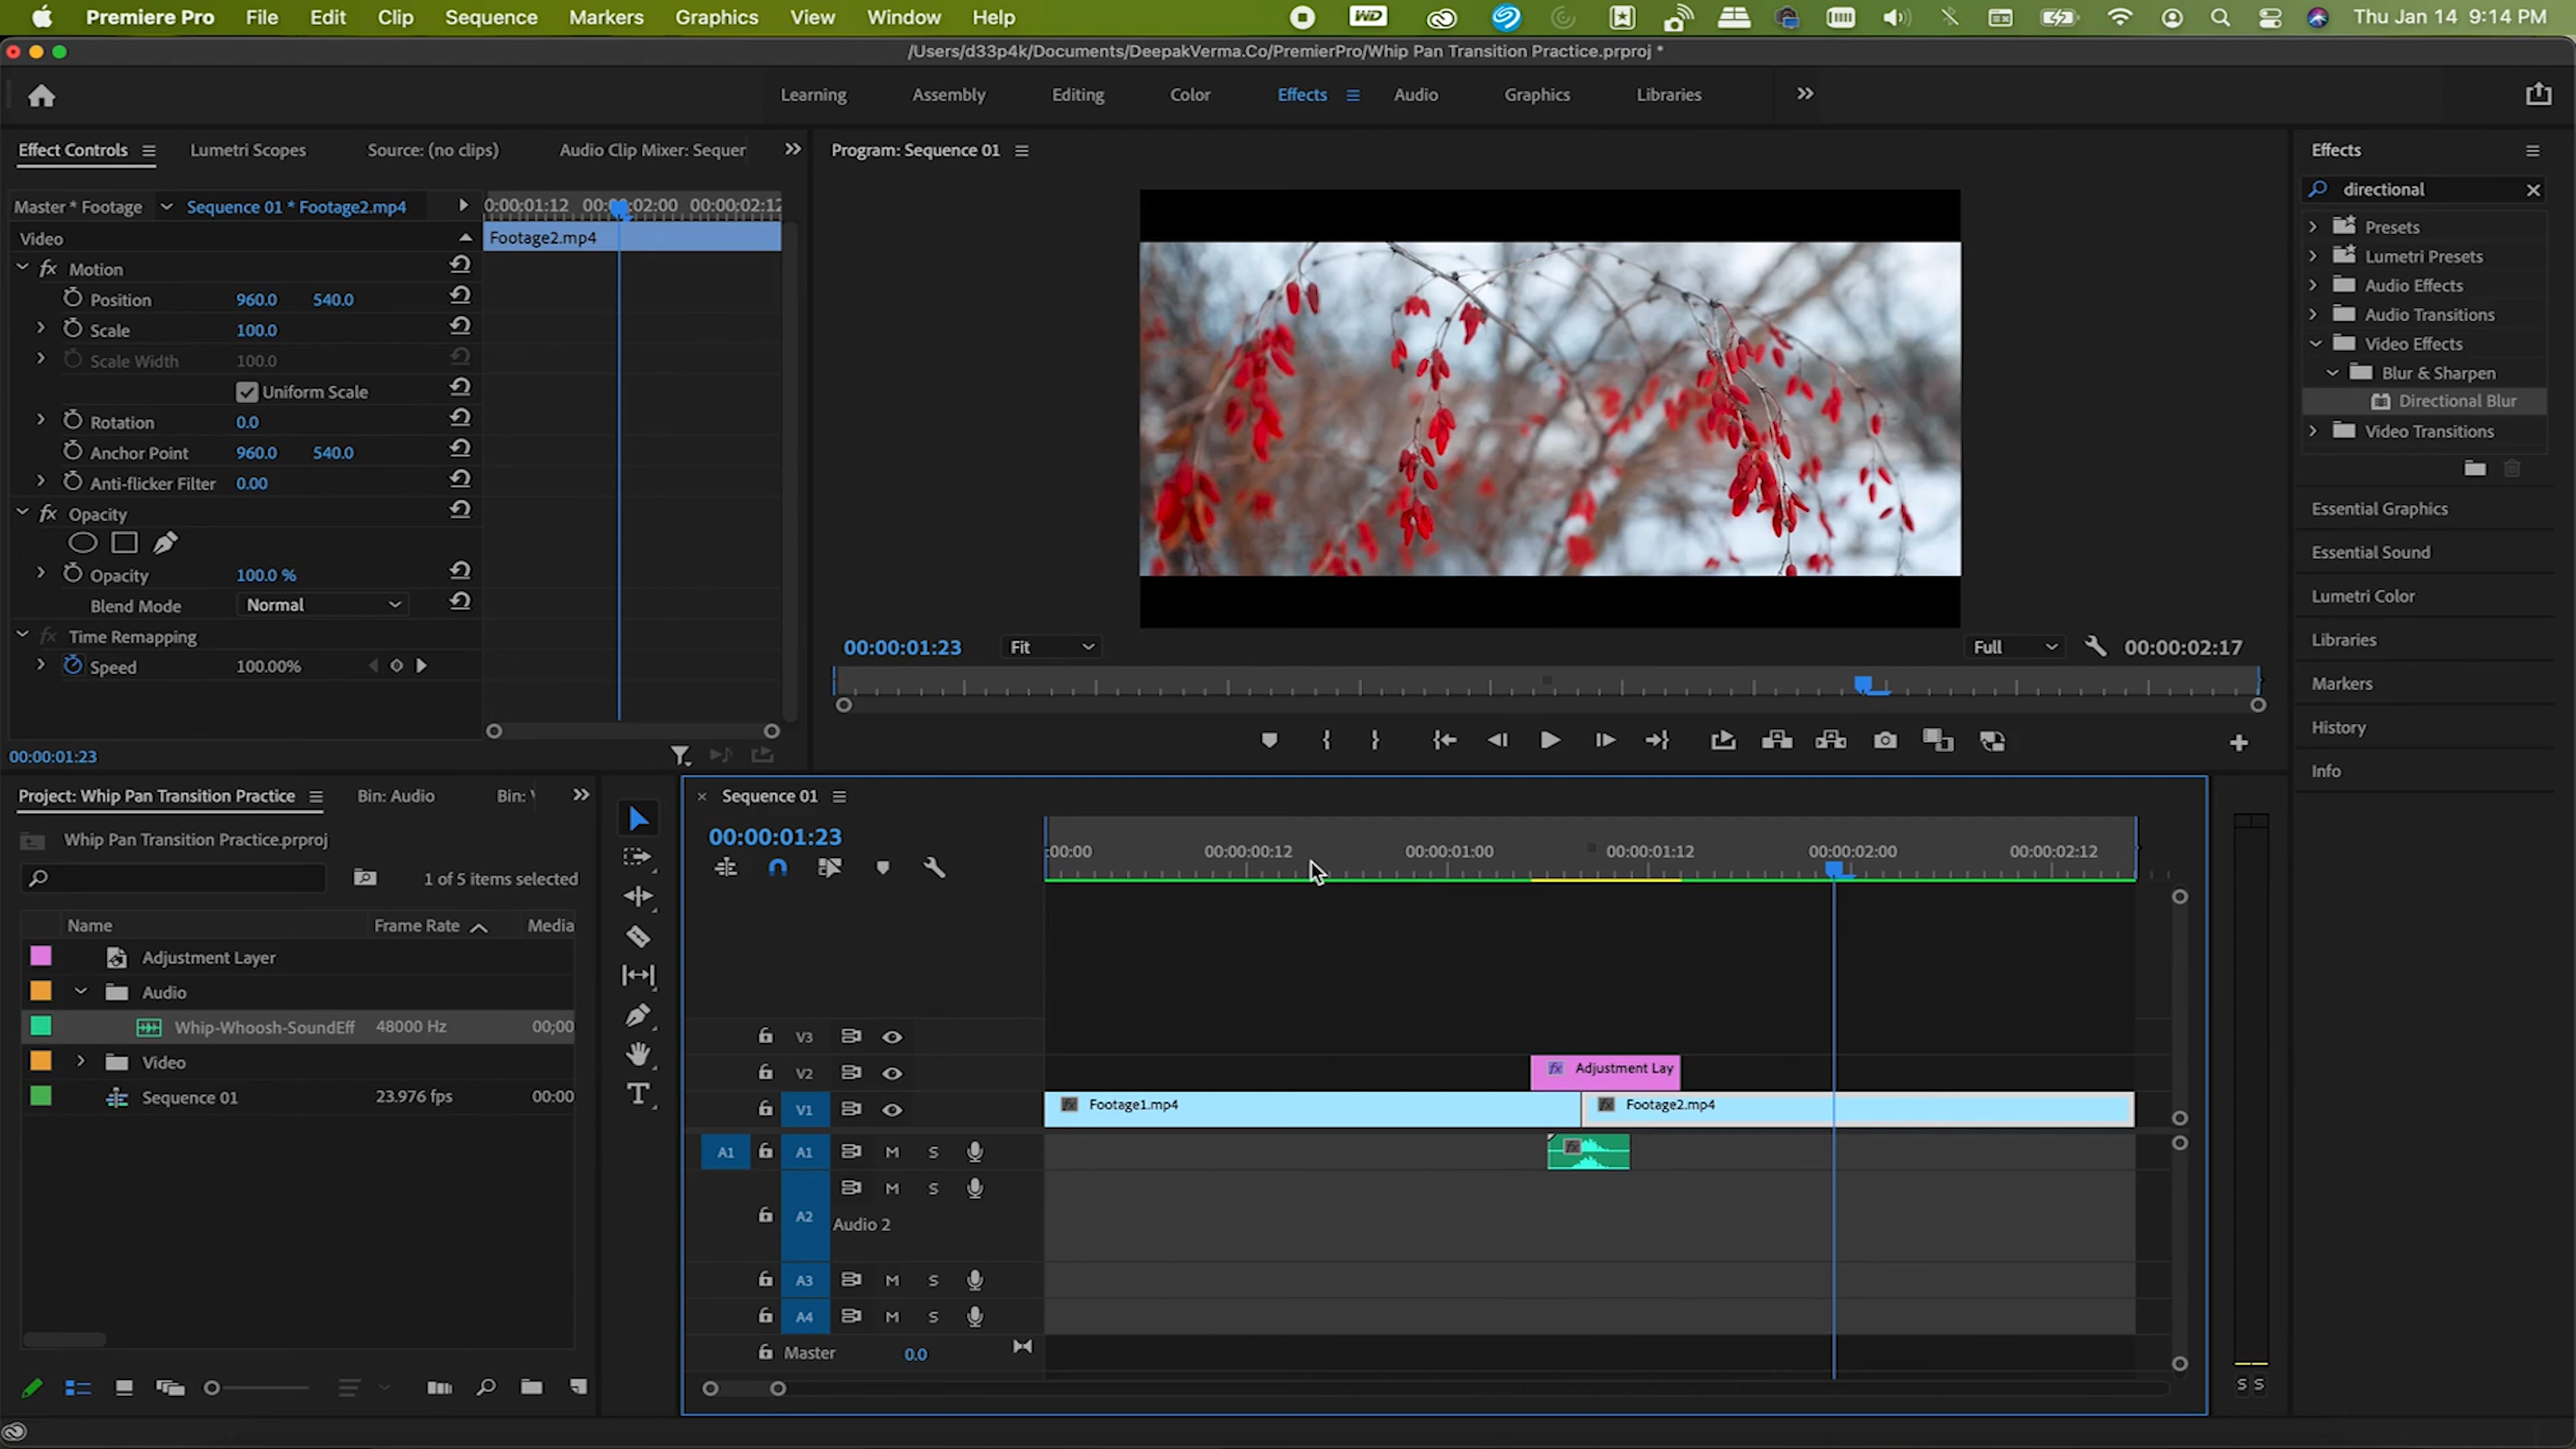 Premiere Pro File Edit Clip Sequence Markers Graphics View Window Help WD Thu Jan 14 9:14 PM
/Users/d33p4k/Documents/DeepakVerma.Co/PremierPro/Whip Pan Transition Practice.prproj *
Learning Assembly Editing Color Effects Audio Graphics Libraries
Effect Controls Lumetri Scopes Source: (no clips) Audio Clip Mixer: Sequer
Master * Footage Sequence 01 * Footage2.mp4 0:00;01:12 00:00:02:00 00:00:02:12
Video Footage2.mp4
fx Motion
Position 960.0 540.0
Scale 100.0
Scale Width 100.0
Uniform Scale
Rotation 0.0
Anchor Point 960.0 540.0
Anti-flicker Filter 0.00
fx Opacity
Opacity 100.0 %
Blend Mode Normal
fx Time Remapping
Speed 100.00%
00:00:01:23
Program: Sequence 01
00:00:01:23 Fit Full 00:00:02:17
Effects
directional
Presets
Lumetri Presets
Audio Effects
Audio Transitions
Video Effects
Blur & Sharpen
Directional Blur
Video Transitions
Essential Graphics
Essential Sound
Lumetri Color
Libraries
Markers
History
Info
Project: Whip Pan Transition Practice Bin: Audio Bin:
Whip Pan Transition Practice.prproj
1 of 5 items selected
Name Frame Rate Media
Adjustment Layer
Audio
Whip-Whoosh-SoundEff 48000 Hz 00;00
Video
Sequence 01 23.976 fps 00:00
T
Sequence 01
00:00:01:23
:00:00 00:00:00:12 00:00:01:00 00:00:01:12 00:00:02:00 00:00:02:12
V3
V2 fx Adjustment Lay
V1 fx Footage1.mp4 fx Footage2.mp4
A1 A1 M S fx
M S
A2 Audio 2
A3 M S
A4 M S
Master 0.0
S S